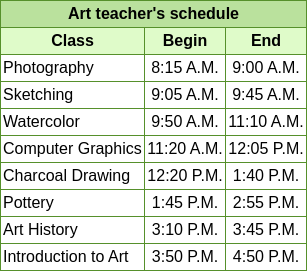 Art teacher's schedule
Class Begin End
Photography 8:15 A.M. 9:00 A.M.
Sketching 9:05 A.M. 9:45 A.M.
Watercolor 9:50 A.M. 11:10 A.M.
Computer Graphics 11:20 A.M. 12:05 P.M.
Charcoal Drawing 12:20 P.M. 1:40 P.M.
Pottery 1:45 P.M. 2:55 P.M.
Art History 3:10 P.M. 3:45 P.M.
Introduction to Art 3:50 P.M. 4:50 P.M.